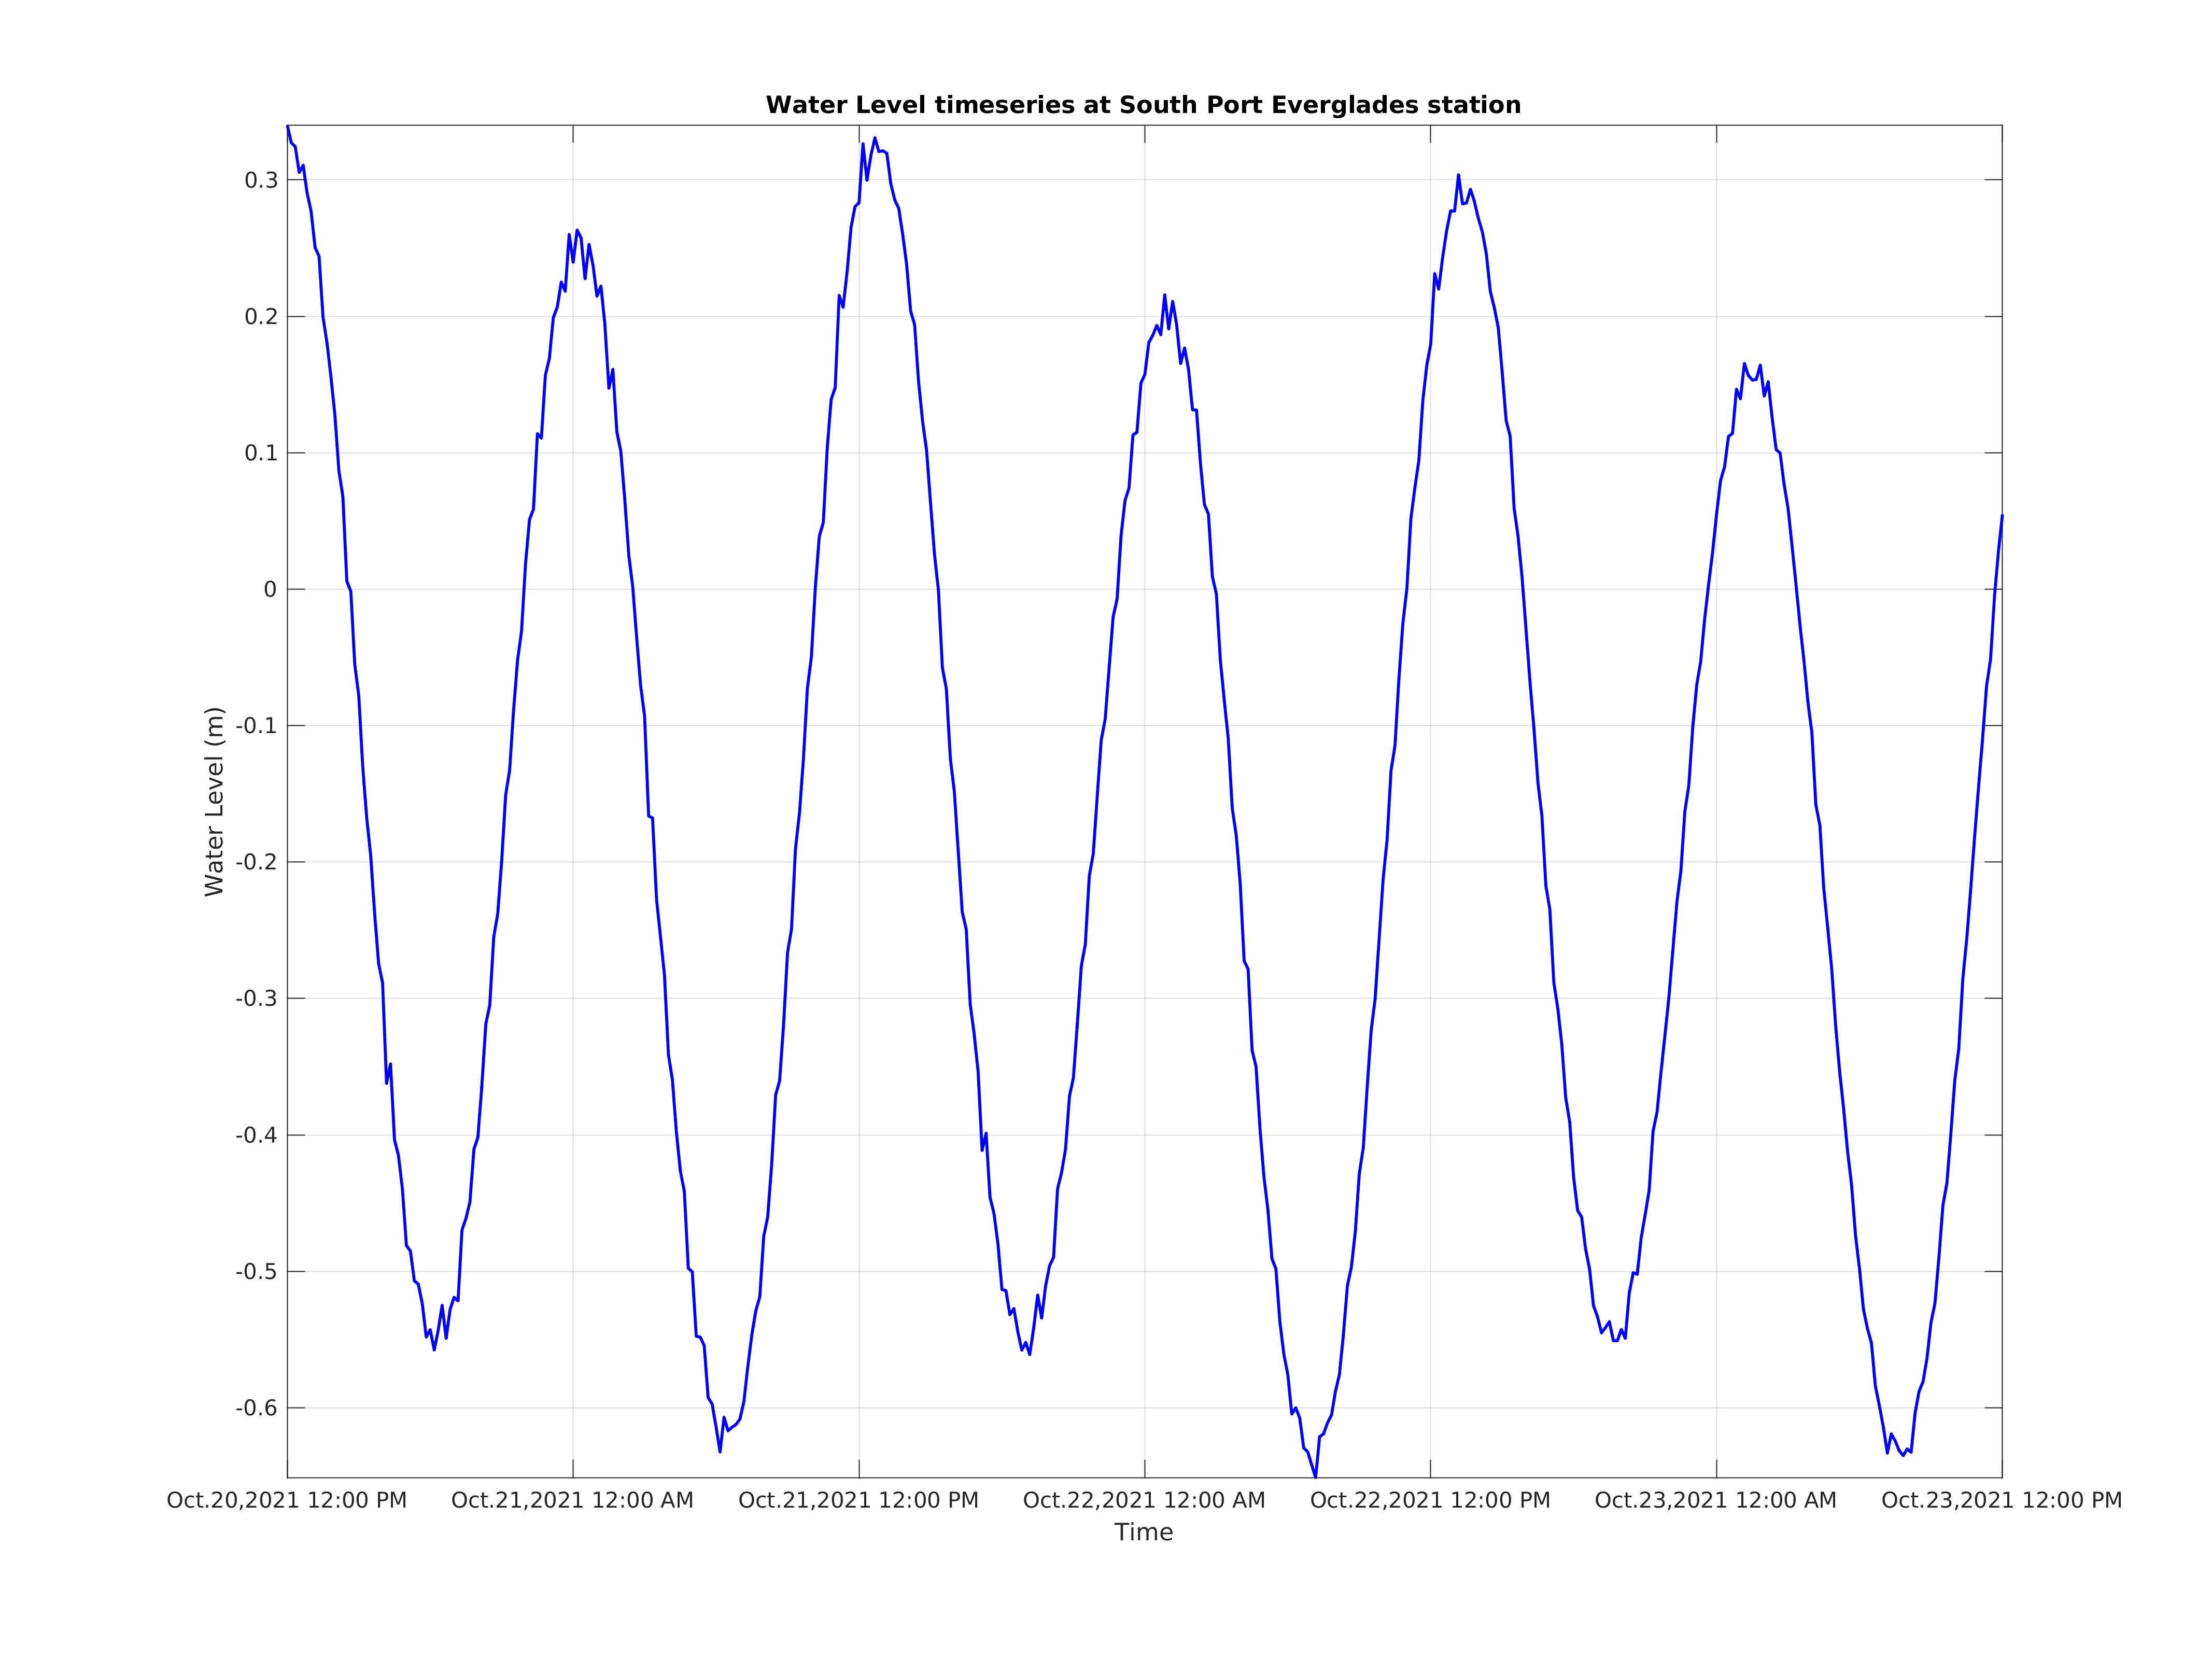 Water Level timeseries at South Port Everglades station
0.3
0.2
0.1
0
-0.1
-0.2
-0.3
-0.4
-0.5
-0.6
Water Level (m)
Oct.20,2021 12:00 PM
Oct.21,2021 12:00 AM
Oct.21,2021 12:00 PM
Oct.22,2021 12:00 AM
Oct.22,2021 12:00 PM
Oct.23,2021 12:00 AM
Oct.23,2021 12:00 PM
Time